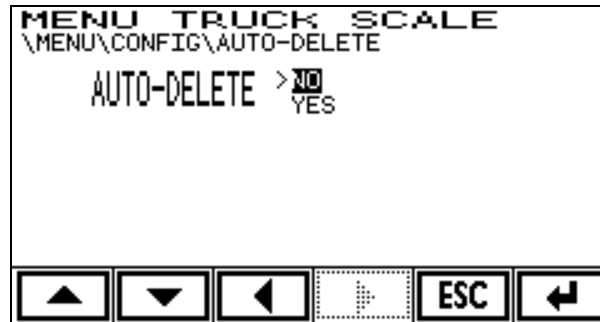 MENU TRUCK SCALE
\MENU\CONFIG\AUTO-DELETE
AUTO-DELETE >NO
YES
ESC